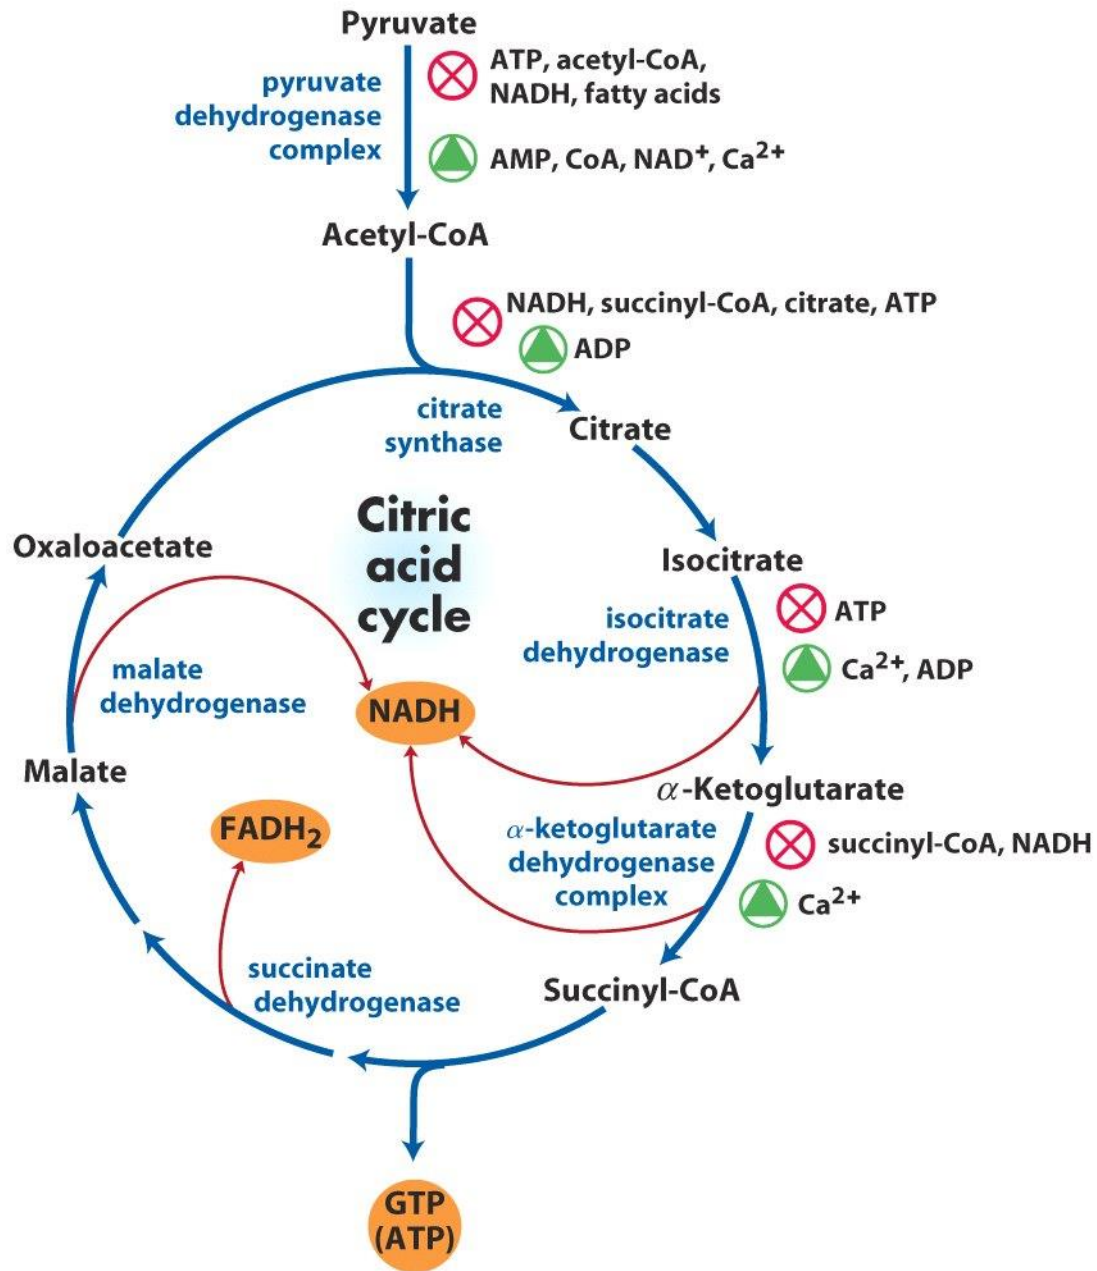 Pyruvate
pyruvate
dehydrogenase
complex
ATP, acetyl-CoA,
NADH, fatty acids
AMP, CoA, NAD⁺, Ca²⁺
Acetyl-CoA
NADH, succinyl-CoA, citrate, ATP
ADP
citrate
synthase
Citrate
Citric
acid
cycle
Oxaloacetate
Isocitrate
isocitrate
dehydrogenase
ATP
Ca²⁺, ADP
malate
dehydrogenase
NADH
Malate
α-Ketoglutarate
FADH₂
α-ketoglutarate
dehydrogenase
complex
succinyl-CoA, NADH
Ca²⁺
succinate
dehydrogenase
Succinyl-CoA
GTP
(ATP)